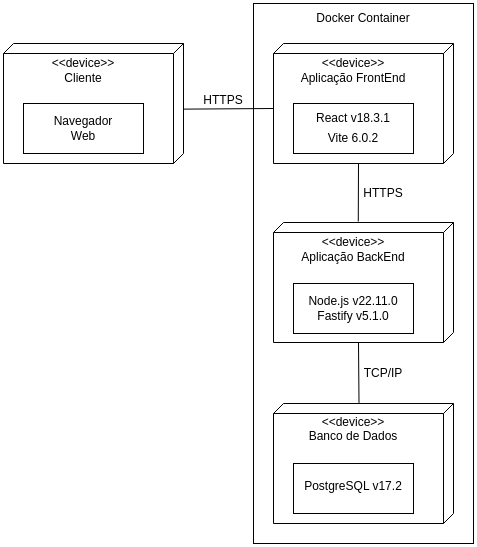 Docker Container
<<device>>
Cliente
Navegador
Web
HTTPS
<<device>>
Aplicação FrontEnd
React v18.3.1
Vite 6.0.2
HTTPS
<<device>>
Aplicação BackEnd
Node.js v22.11.0
Fastify v5.1.0
TCP/IP
<<device>>
Banco de Dados
PostgreSQL v17.2